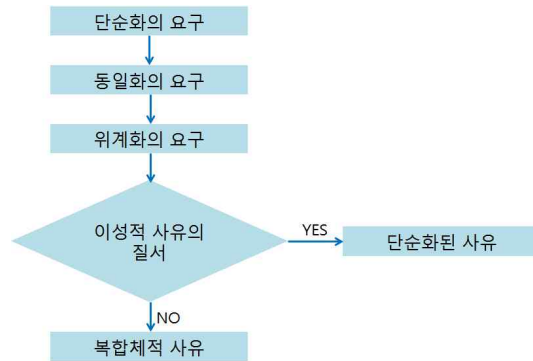 단순화의 요구
동일화의 요구
위계화의 요구
이성적 사유의
질서
YES
단순화된 사유
NO
복합체적 사유